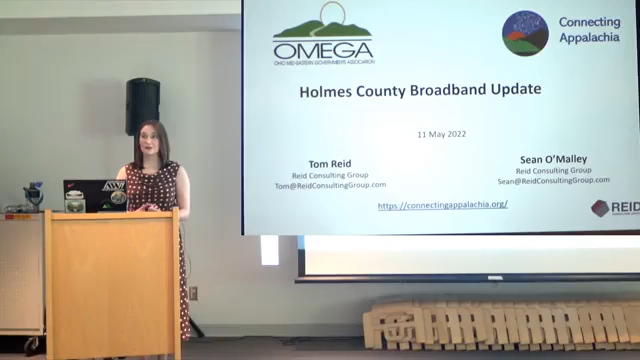 OMEGA
OHIO MID-EASTERN GOVERNMENTS ASSOCIATION
Connecting
Appalachia
Holmes County Broadband Update
11 May 2022
Tom Reid
Reid Consulting Group
Tom@ReidConsultingGroup.com
Sean O'Malley
Reid Consulting Group
Sean@ReidConsultingGroup.com
https://connectingappalachia.org/
REID